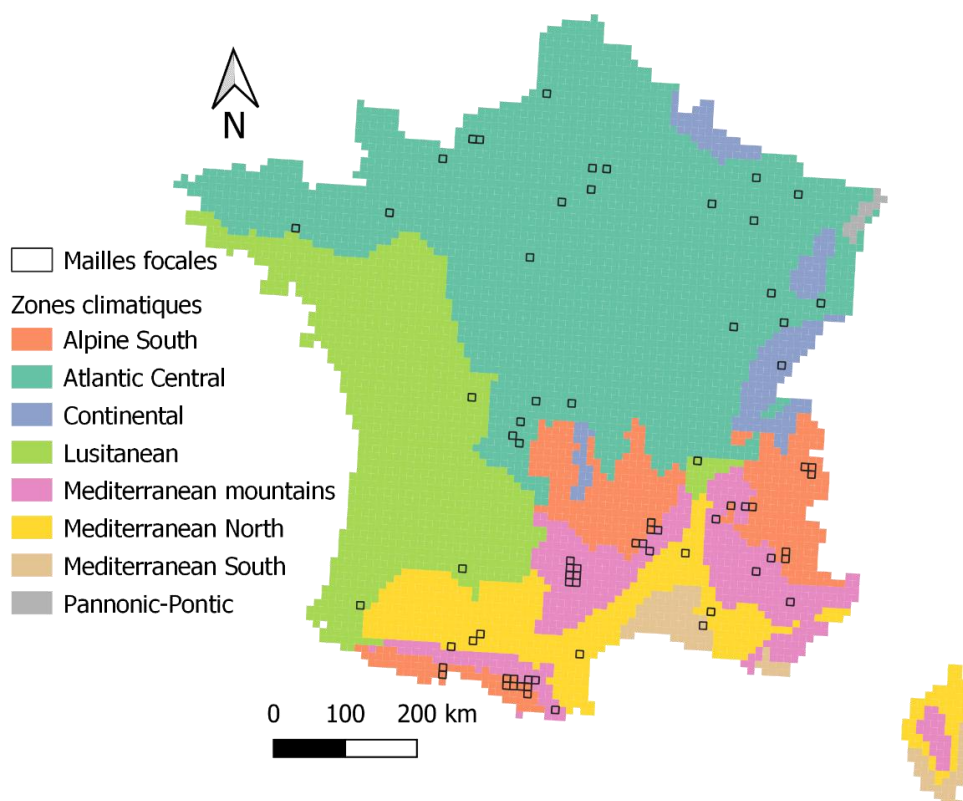 N
Mailles focales
Zones climatiques
Alpine South
Atlantic Central
Continental
Lusitanean
Mediterranean mountains
Mediterranean North
Mediterranean South
Pannonic-Pontic
0 100 200 km